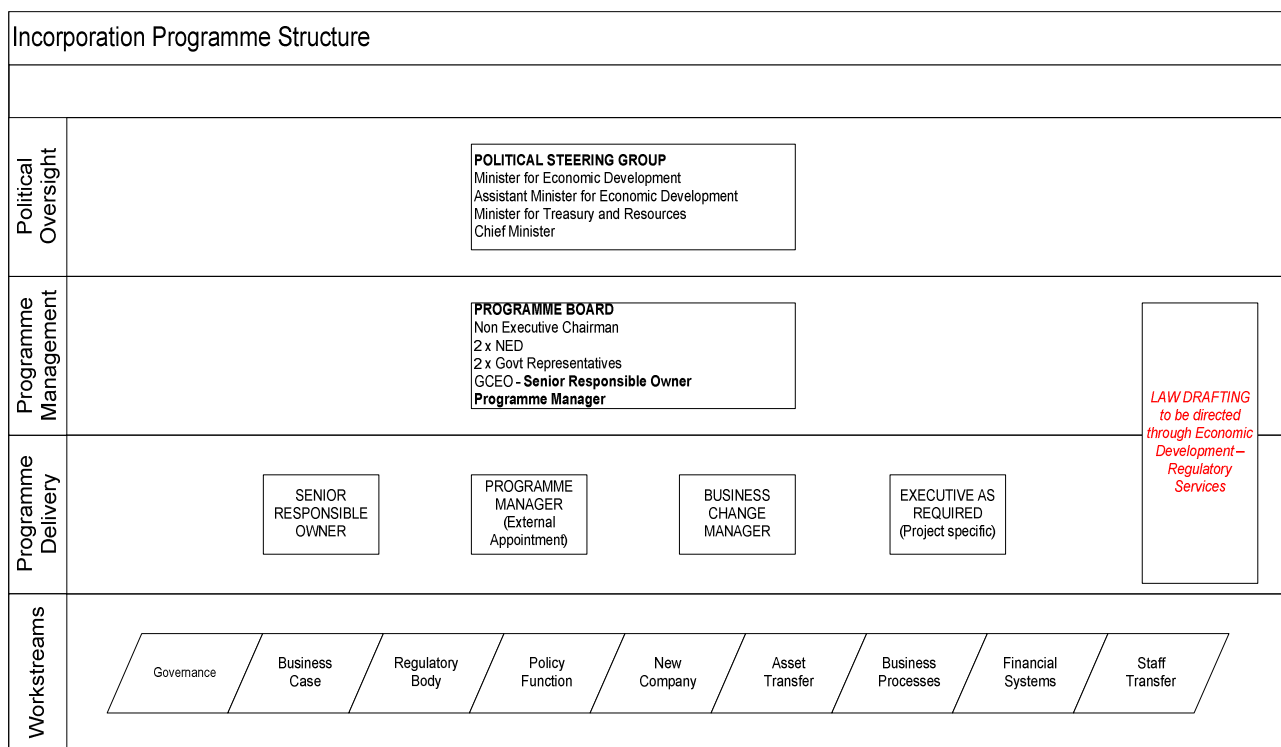 Incorporation Programme Structure
Political
Oversight
POLITICAL STEERING GROUP
Minister for Economic Development
Assistant Minister for Economic Development
Minister for Treasury and Resources
Chief Minister
Programme
Management
PROGRAMME BOARD
Non Executive Chairman
2 x NED
2 x Govt Representatives
GCEO - Senior Responsible Owner
Programme Manager
LAW DRAFTING
to be directed
through Economic
Development –
Regulatory
Services
Programme
Delivery
SENIOR
RESPONSIBLE
OWNER
PROGRAMME
MANAGER
(External
Appointment)
BUSINESS
CHANGE
MANAGER
EXECUTIVE AS
REQUIRED
(Project specific)
Workstreams
Governance
Business
Case
Regulatory
Body
Policy
Function
New
Company
Asset
Transfer
Business
Processes
Financial
Systems
Staff
Transfer